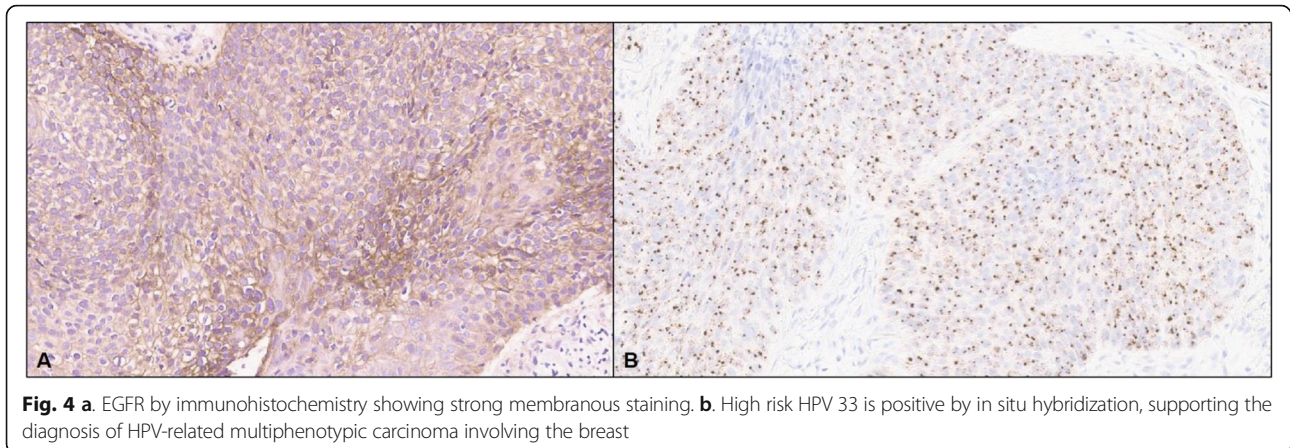 A
B
Fig. 4 a. EGFR by immunohistochemistry showing strong membranous staining. b. High risk HPV 33 is positive by in situ hybridization, supporting the
diagnosis of HPV-related multiphenotypic carcinoma involving the breast